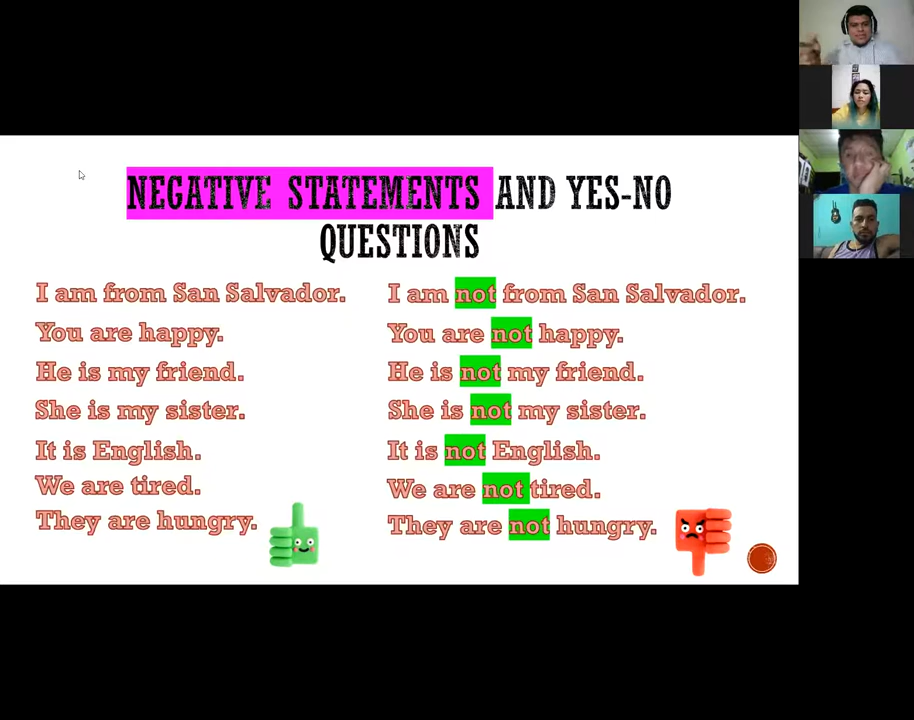 NEGATIVE STATEMENTS AND YES-NO
QUESTIONS
I am from San Salvador.
You are happy.
He is my friend.
She is my sister.
It is English.
We are tired.
They are hungry.
I am not from San Salvador.
You are not happy.
He is not my friend.
She is not my sister.
It is not English.
We are not tired.
They are not hungry.